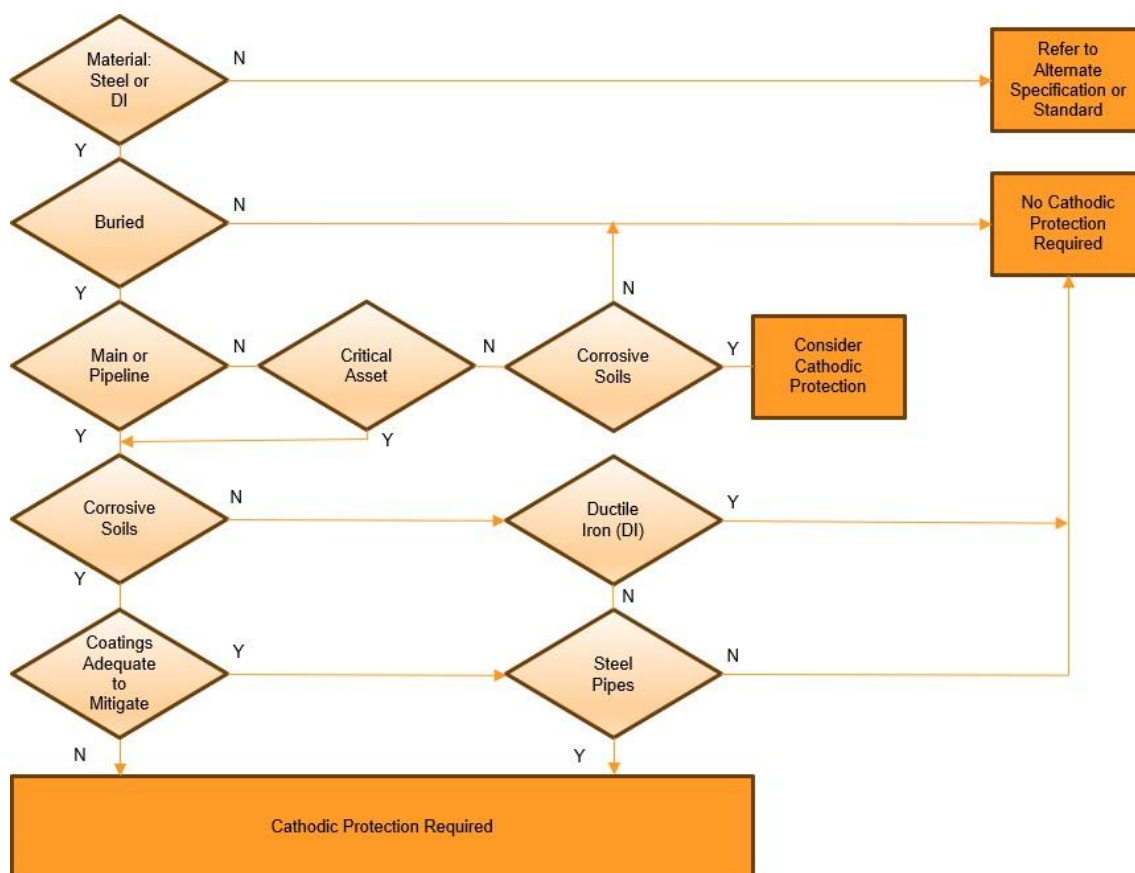 Material:
Steel or
DI
N
Refer to
Alternate
Specification or
Standard
Y
Buried
N
No Cathodic
Protection
Required
Y
N
Main or
Pipeline
N
Critical
Asset
N
Corrosive
Soils
Y
Consider
Cathodic
Protection
Y
Y
Corrosive
Soils
N
Ductile
Iron (DI)
Y
Y
N
Coatings
Adequate
to
Mitigate
Y
Steel
Pipes
N
N
Y
Cathodic Protection Required